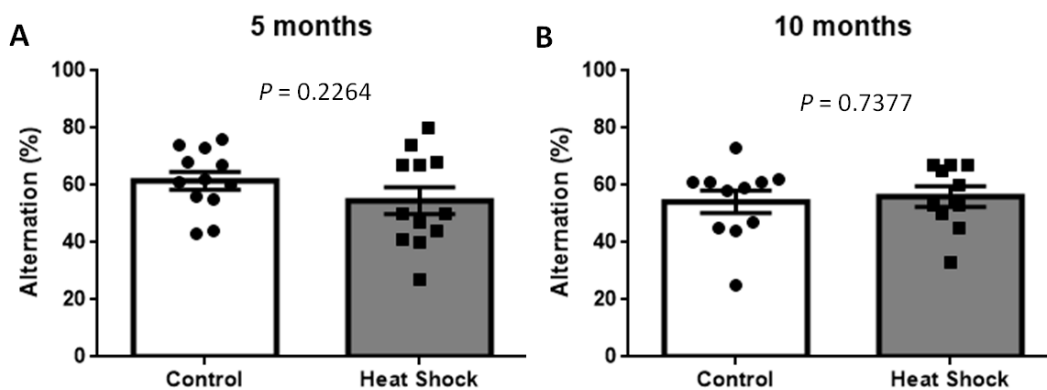 A
5 months
P = 0.2264
Alternation (%)
100
80
60
40
20
0
Control
Heat Shock
B
10 months
P = 0.7377
Alternation (%)
100
80
60
40
20
0
Control
Heat Shock